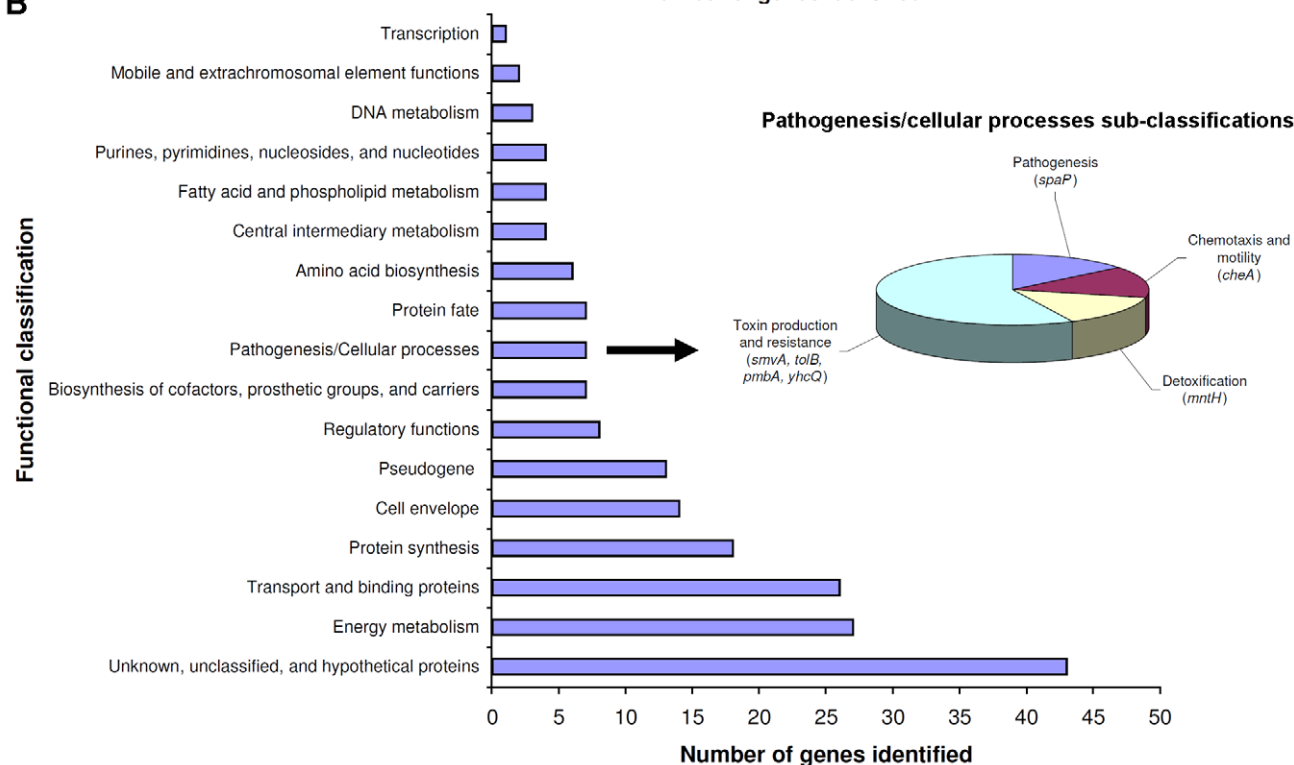 B
Transcription
Mobile and extrachromosomal element functions
DNA metabolism
Purines, pyrimidines, nucleosides, and nucleotides
Fatty acid and phospholipid metabolism
Central intermediary metabolism
Amino acid biosynthesis
Protein fate
Pathogenesis/Cellular processes
Biosynthesis of cofactors, prosthetic groups, and carriers
Regulatory functions
Pseudogene
Cell envelope
Protein synthesis
Transport and binding proteins
Energy metabolism
Unknown, unclassified, and hypothetical proteins
Functional classification
0 5 10 15 20 25 30 35 40 45 50
Number of genes identified
Pathogenesis/cellular processes sub-classifications
Pathogenesis
(spaP)
Chemotaxis and
motility
(cheA)
Toxin production
and resistance
(smvA, tolB,
pmbA, yhcQ)
Detoxification
(mntH)